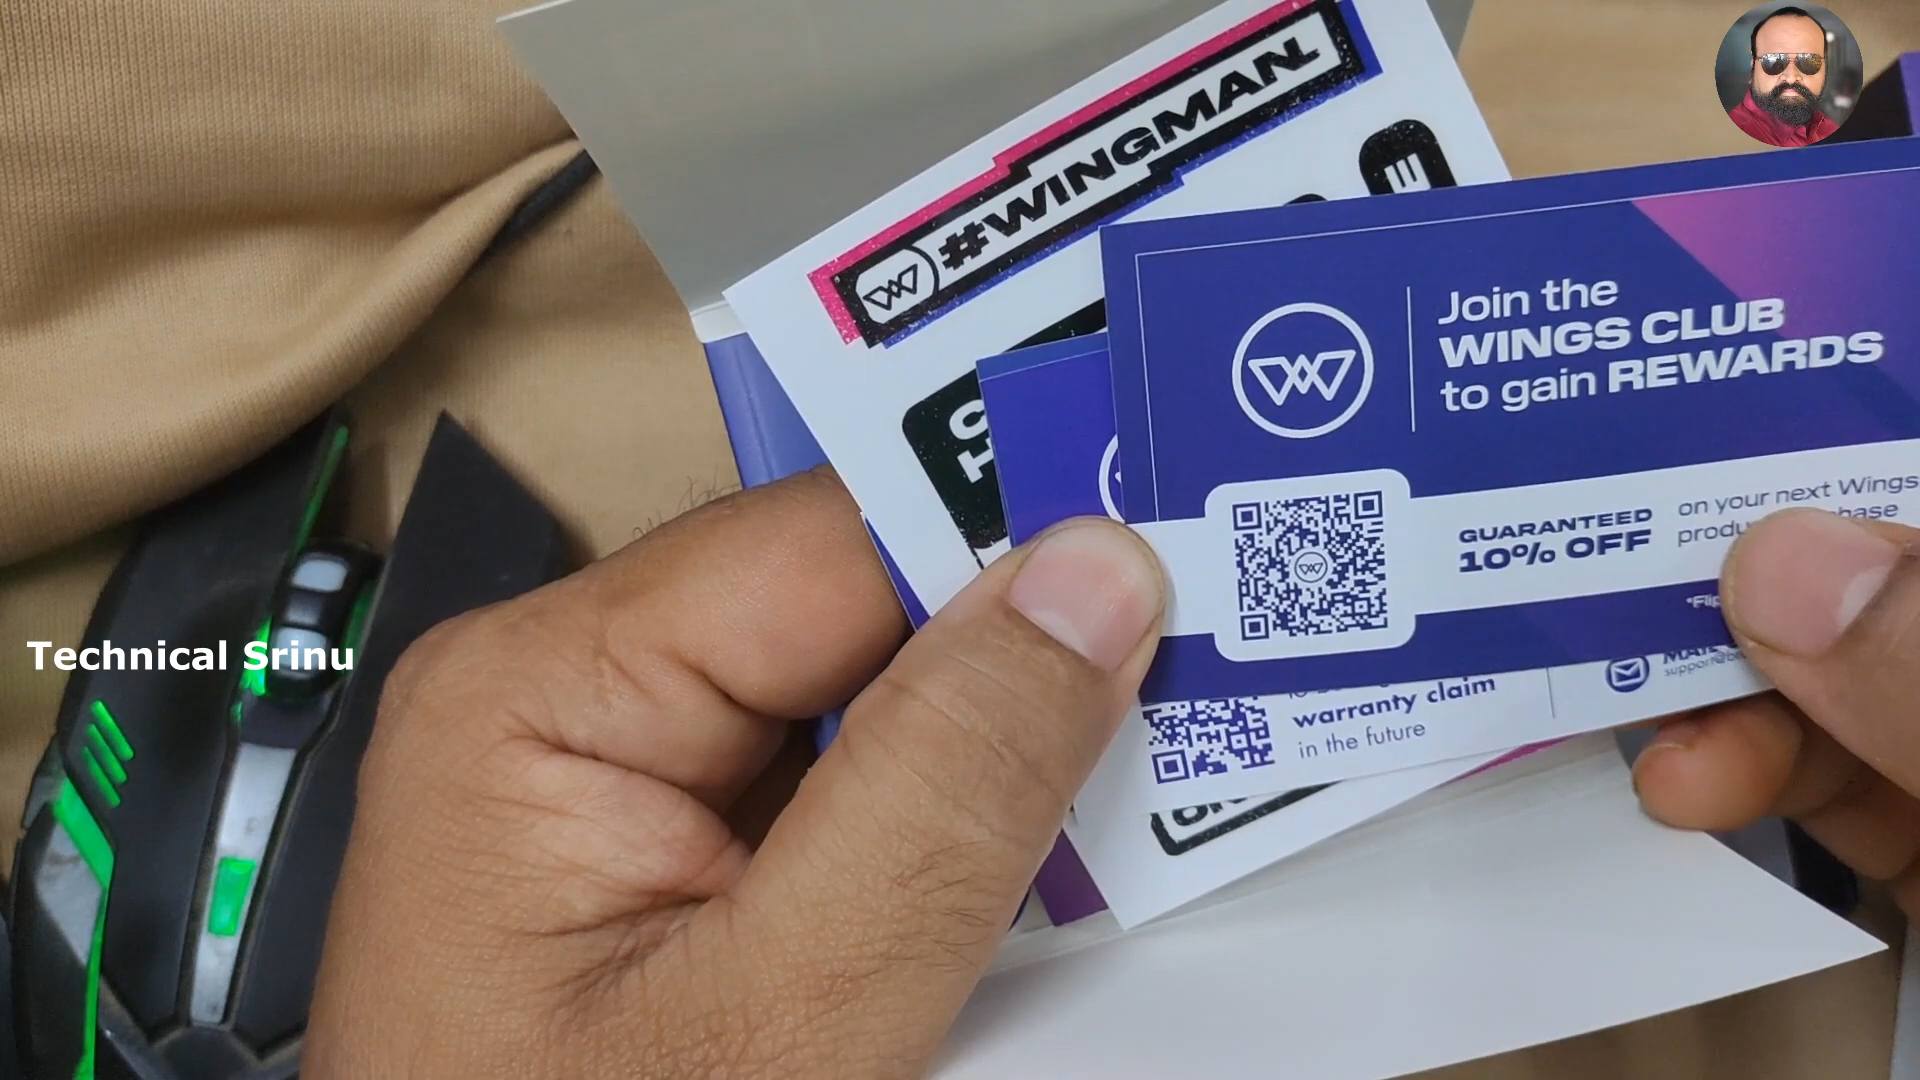 #WINGMAN.
Join the
WINGS CLUB
to gain REWARDS
GUARANTEED
10% OFF
on your next Wings
warranty claim
in the future
Technical Srinu